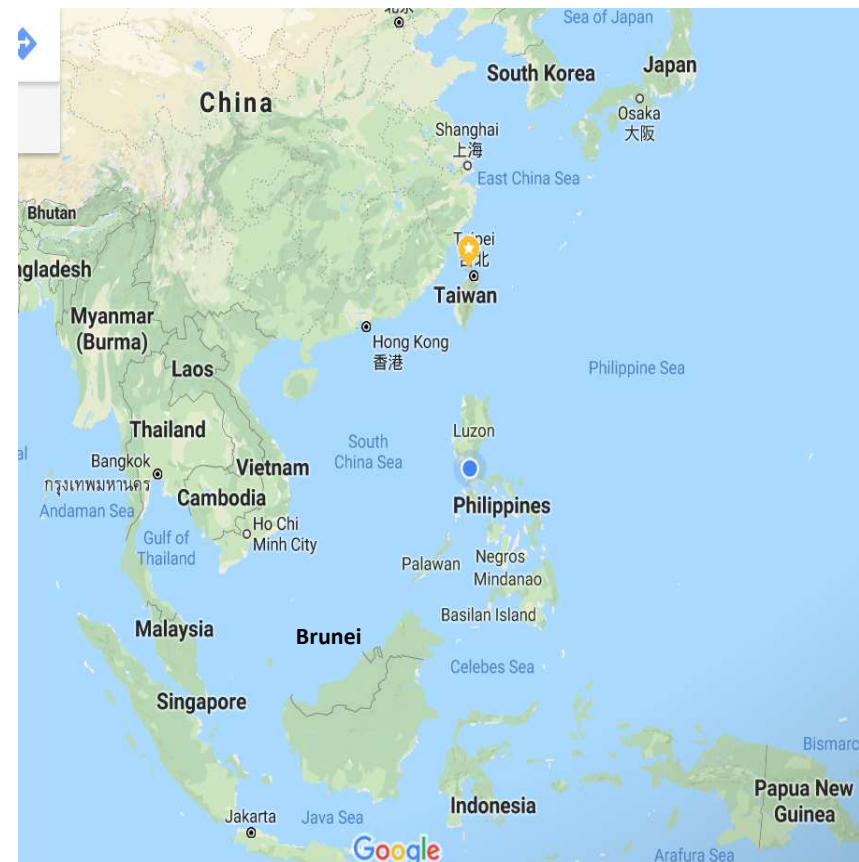 Sea of Japan
South Korea
Japan
China
Osaka
大阪
Shanghai
上海
East China Sea
Bhutan
ngladesh
Taiwan
Myanmar
(Burma)
Hong Kong
香港
Laos
Philippine Sea
Thailand
Luzon
South
China Sea
Bangkok
กรุงเทพมหานคร
Vietnam
Cambodia
Philippines
Andaman Sea
Ho Chi
Minh City
Gulf of
Thailand
Palawan
Negros
Mindanao
Basilan Island
Malaysia
Brunei
Celebes Sea
Singapore
Bismarc
Papua New
Guinea
Indonesia
Jakarta
Java Sea
Google
Arafura Sea